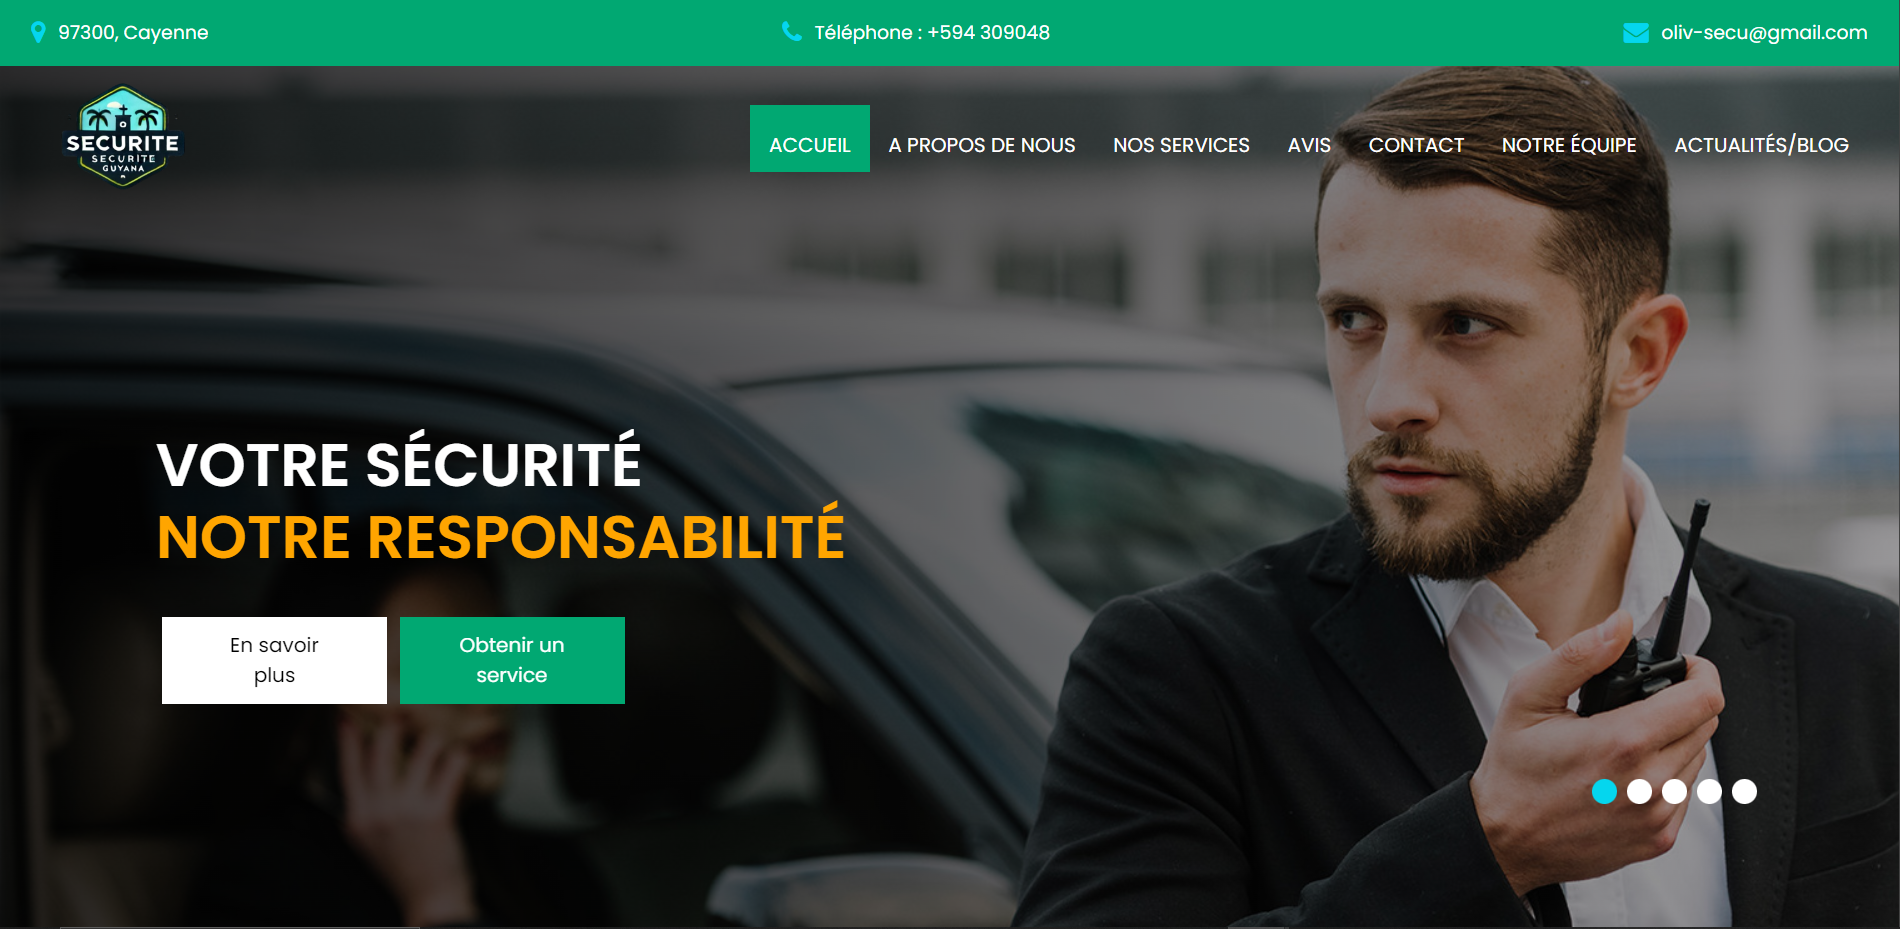 97300, Cayenne
Téléphone : +594 309048
oliv-secu@gmail.com
SECURITE
SECURITE
GUYANA
ACCUEIL
A PROPOS DE NOUS
NOS SERVICES
AVIS
CONTACT
NOTRE ÉQUIPE
ACTUALITÉS/BLOG
VOTRE SÉCURITÉ
NOTRE RESPONSABILITÉ
En savoir
plus
Obtenir un
service